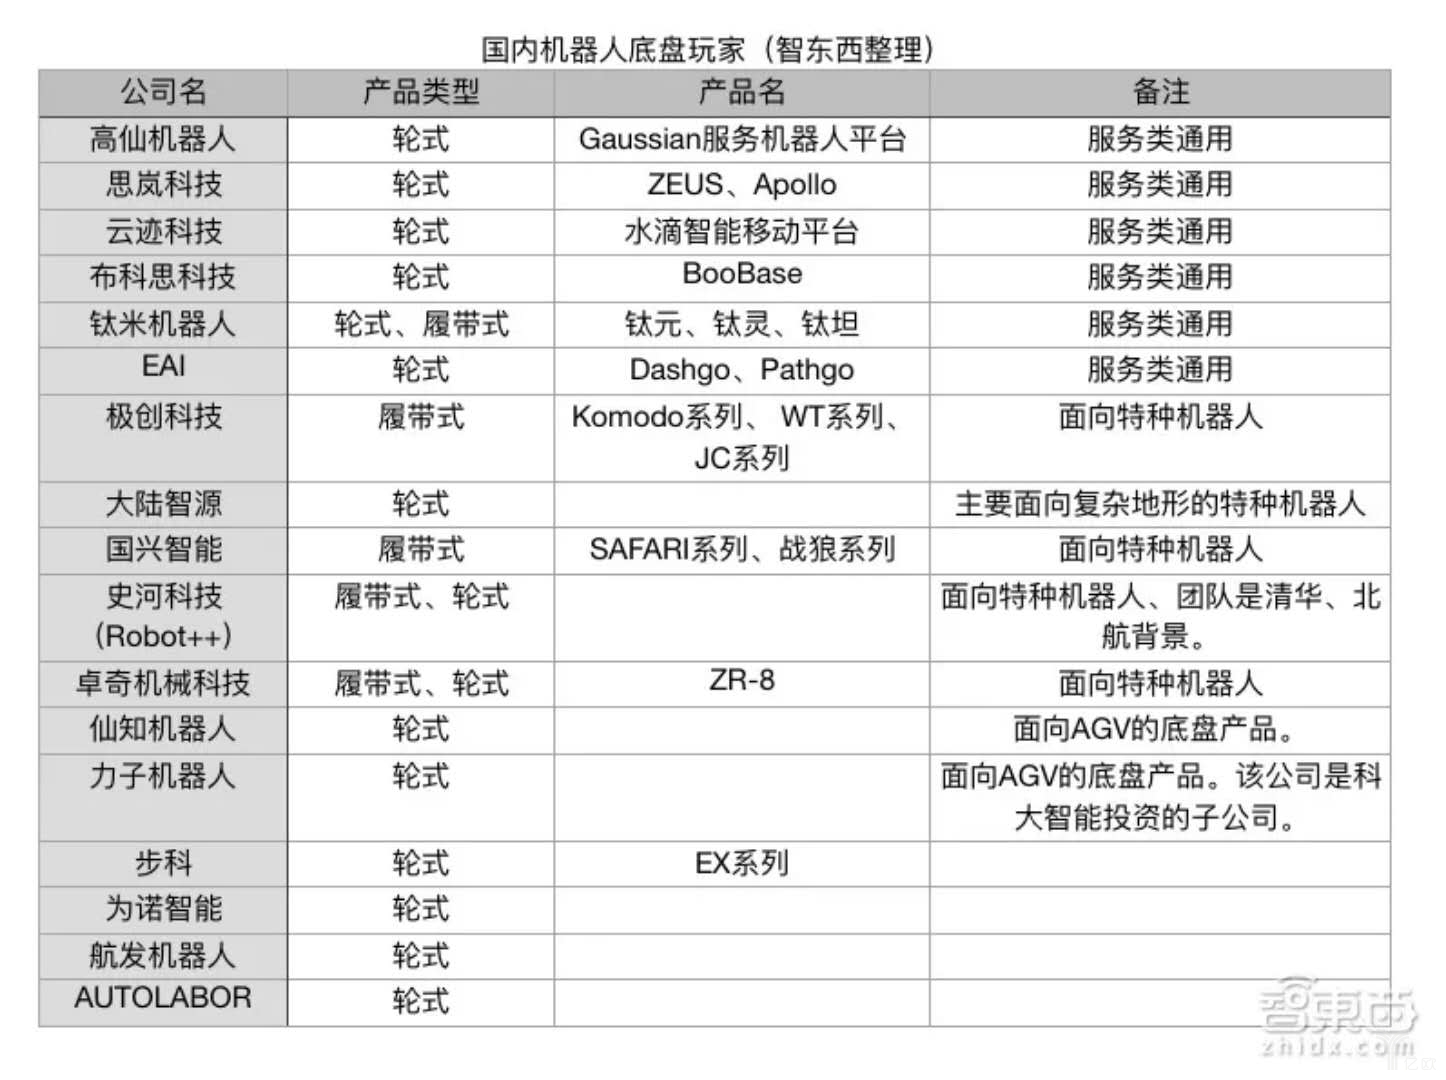 国内机器人底盘玩家（智东西整理）
公司名 产品类型 产品名 备注
高仙机器人 轮式 Gaussian服务机器人平台 服务类通用
思岚科技 轮式 ZEUS、Apollo 服务类通用
云迹科技 轮式 水滴智能移动平台 服务类通用
布科思科技 轮式 BooBase 服务类通用
钛米机器人 轮式、履带式 钛元、钛灵、钛坦 服务类通用
EAI 轮式 Dashgo、Pathgo 服务类通用
极创科技 履带式 Komodo系列、 WT系列、 面向特种机器人
JC系列
大陆智源 轮式 主要面向复杂地形的特种机器人
国兴智能 履带式 SAFARI系列、战狼系列 面向特种机器人
史河科技 履带式、轮式 面向特种机器人、团队是清华、北
（Robot++） 航背景。
卓奇机械科技 履带式、轮式 ZR-8 面向特种机器人
仙知机器人 轮式 面向AGV的底盘产品。
力子机器人 轮式 面向AGV的底盘产品。该公司是科
大智能投资的子公司。
步科 轮式 EX系列
为诺智能 轮式
航发机器人 轮式
AUTOLABOR 轮式
智東西
zhidx.com